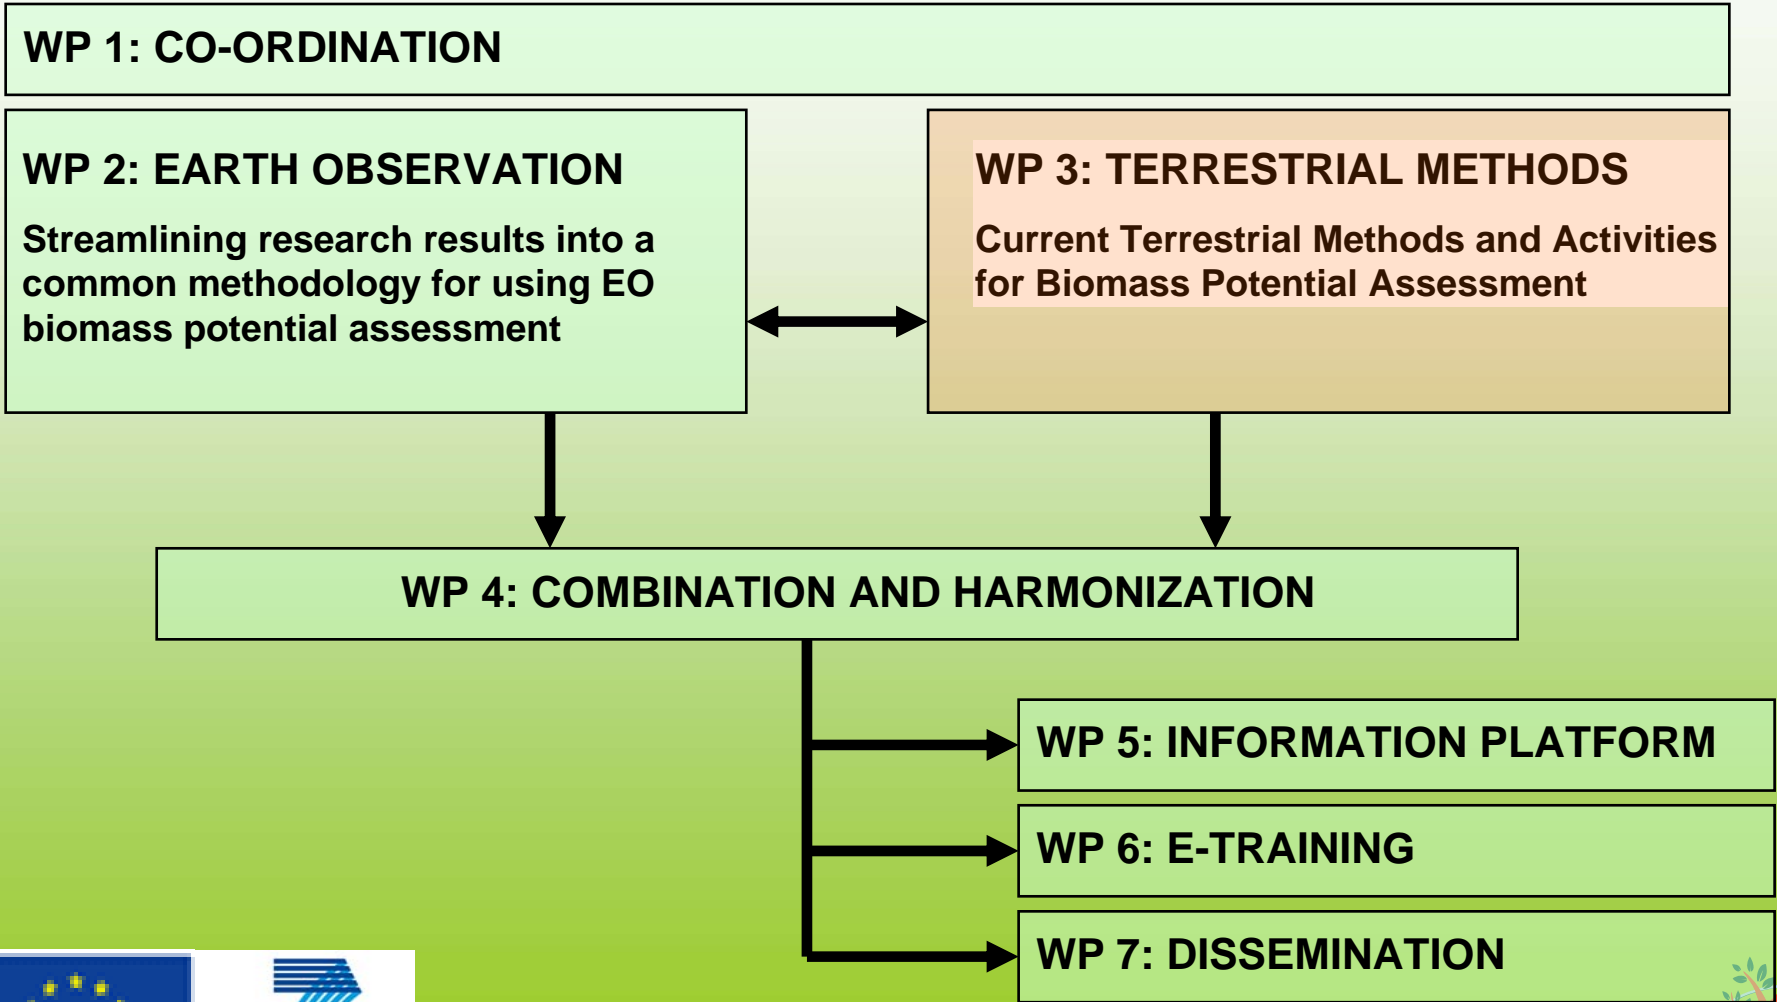 WP 1: CO-ORDINATION
WP 2: EARTH OBSERVATION
Streamlining research results into a
common methodology for using EO
biomass potential assessment
WP 3: TERRESTRIAL METHODS
Current Terrestrial Methods and Activities
for Biomass Potential Assessment
WP 4: COMBINATION AND HARMONIZATION
WP 5: INFORMATION PLATFORM
WP 6: E-TRAINING
WP 7: DISSEMINATION